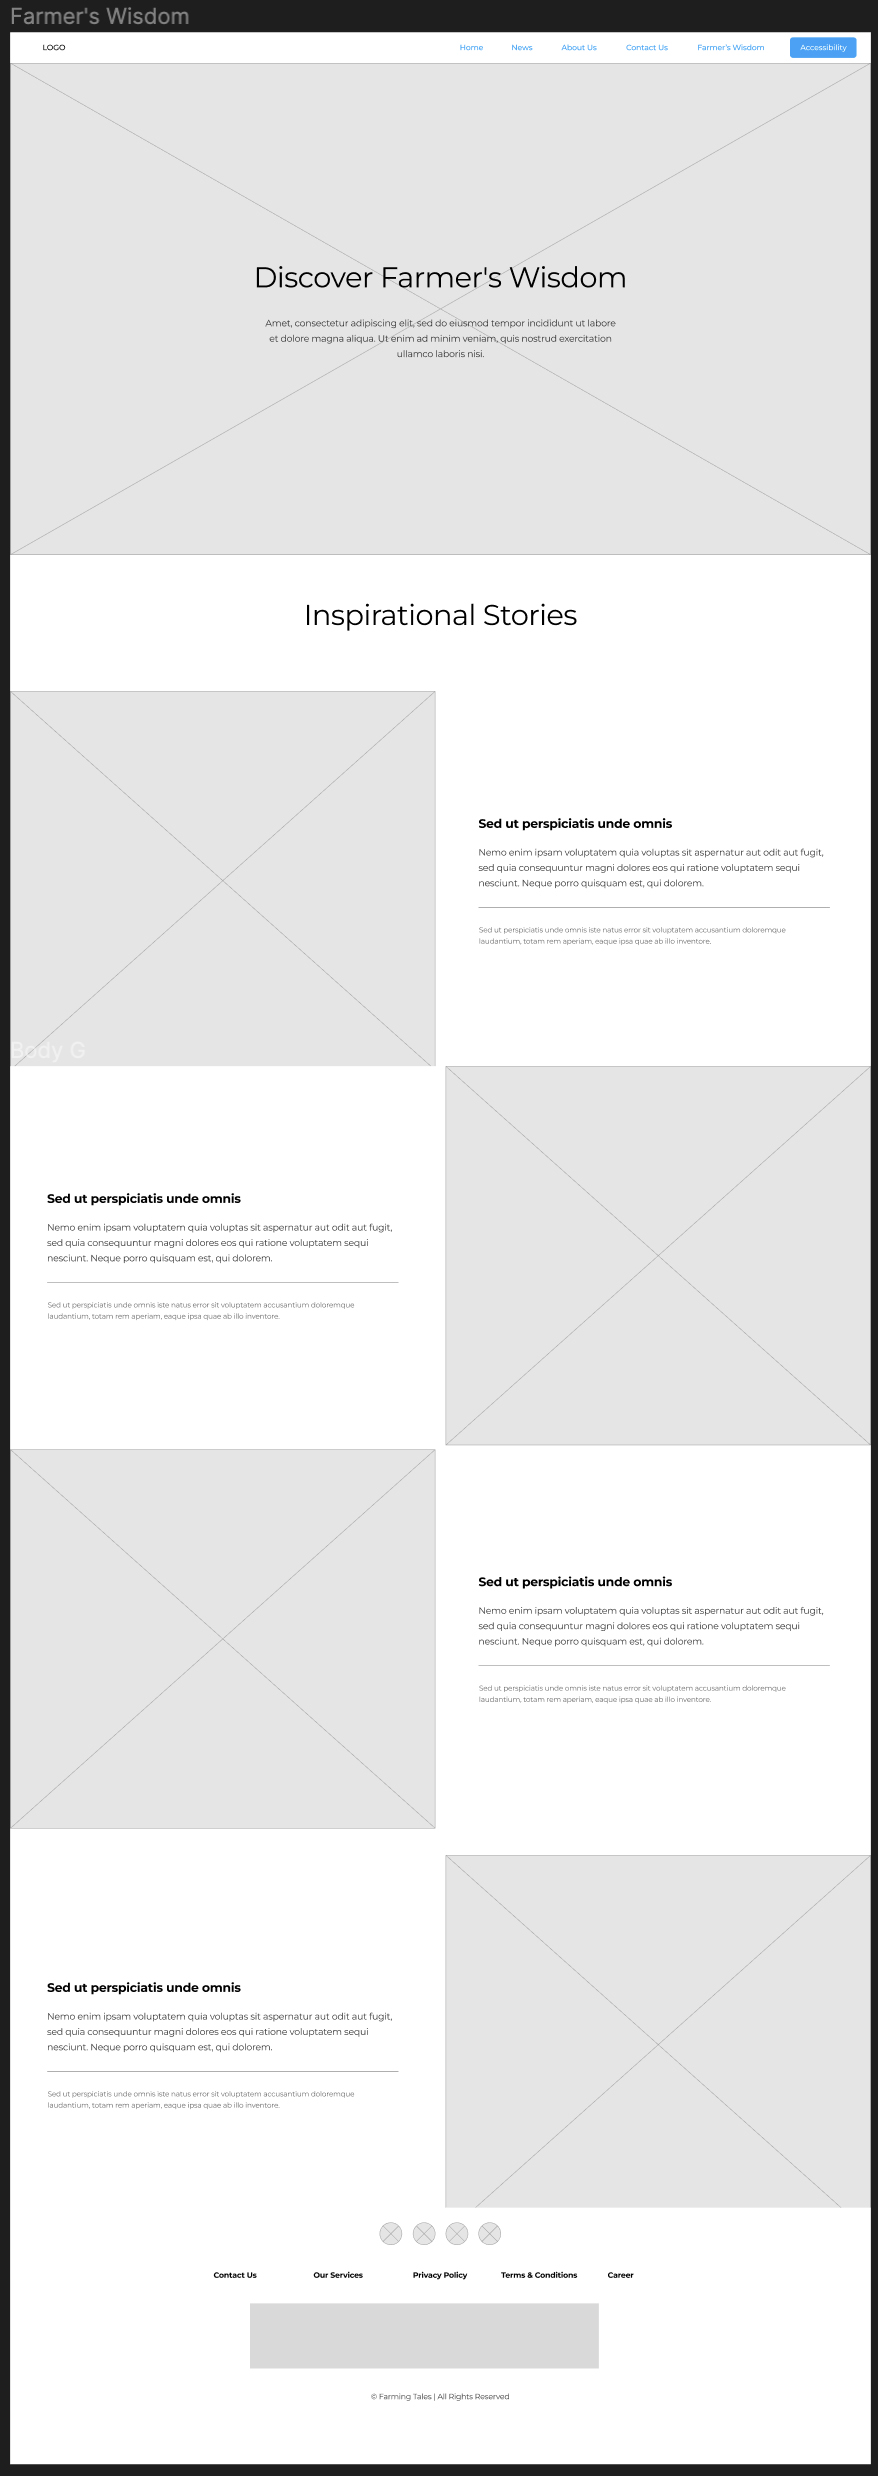 Farmer's Wisdom
LOGO
Home
News
About Us
Contact Us
Farmer's Wisdom
Accessibility
Discover Farmer's Wisdom
Amet, consectetur adipiscing elit, sed do eiusmod tempor incididunt ut labore
et dolore magna aliqua. Ut enim ad minim veniam, quis nostrud exercitation
ullamco laboris nisi.
Inspirational Stories
Sed ut perspiciatis unde omnis
Nemo enim ipsam voluptatem quia voluptas sit aspernatur aut odit aut fugit,
sed quia consequuntur magni dolores eos qui ratione voluptatem sequi
nesciunt. Neque porro quisquam est, qui dolorem.
Sed ut perspiciatis unde omnis iste natus error sit voluptatem accusantium doloremque
laudantium, totam rem aperiam, eaque ipsa quae ab illo inventore.
Body G
Sed ut perspiciatis unde omnis
Nemo enim ipsam voluptatem quia voluptas sit aspernatur aut odit aut fugit,
sed quia consequuntur magni dolores eos qui ratione voluptatem sequi
nesciunt. Neque porro quisquam est, qui dolorem.
Sed ut perspiciatis unde omnis iste natus error sit voluptatem accusantium doloremque
laudantium, totam rem aperiam, eaque ipsa quae ab illo inventore.
Sed ut perspiciatis unde omnis
Nemo enim ipsam voluptatem quia voluptas sit aspernatur aut odit aut fugit,
sed quia consequuntur magni dolores eos qui ratione voluptatem sequi
nesciunt. Neque porro quisquam est, qui dolorem.
Sed ut perspiciatis unde omnis iste natus error sit voluptatem accusantium doloremque
laudantium, totam rem aperiam, eaque ipsa quae ab illo inventore.
Sed ut perspiciatis unde omnis
Nemo enim ipsam voluptatem quia voluptas sit aspernatur aut odit aut fugit,
sed quia consequuntur magni dolores eos qui ratione voluptatem sequi
nesciunt. Neque porro quisquam est, qui dolorem.
Sed ut perspiciatis unde omnis iste natus error sit voluptatem accusantium doloremque
laudantium, totam rem aperiam, eaque ipsa quae ab illo inventore.
Contact Us
Our Services
Privacy Policy
Terms & Conditions
Career
© Farming Tales | All Rights Reserved